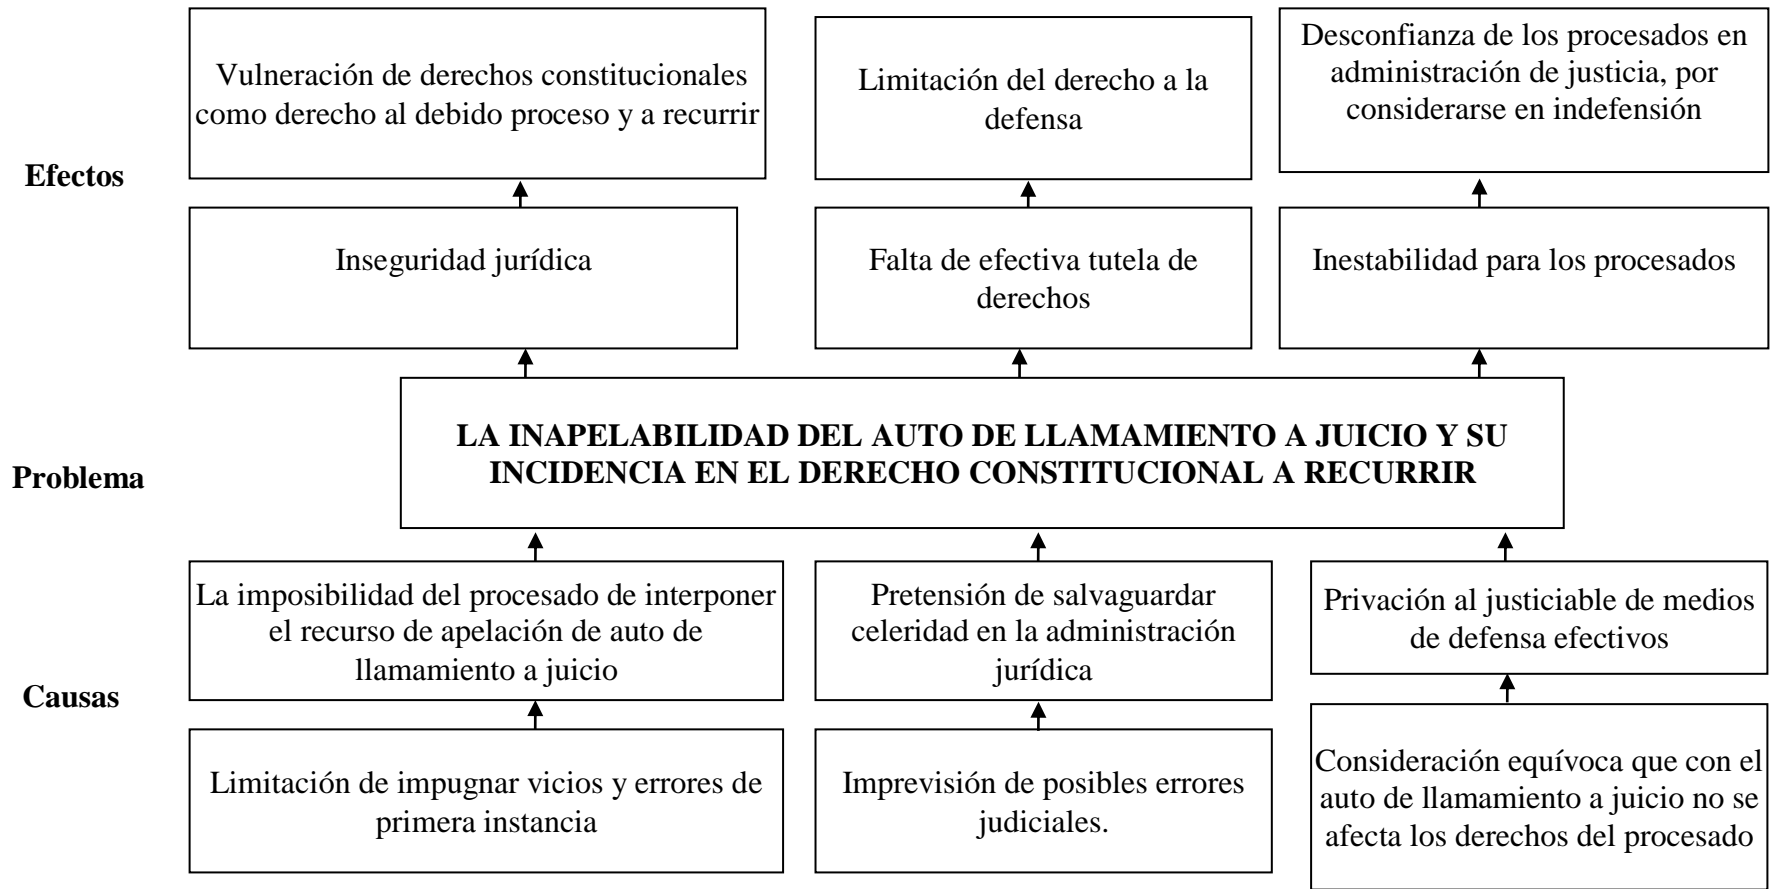 Vulneración de derechos constitucionales
como derecho al debido proceso y a recurrir
Limitación del derecho a la
defensa
Desconfianza de los procesados en
administración de justicia, por
considerarse en indefensión
Efectos
Inseguridad jurídica
Falta de efectiva tutela de
derechos
Inestabilidad para los procesados
Problema
LA INAPELABILIDAD DEL AUTO DE LLAMAMIENTO A JUICIO Y SU
INCIDENCIA EN EL DERECHO CONSTITUCIONAL A RECURRIR
La imposibilidad del procesado de interponer
el recurso de apelación de auto de
llamamiento a juicio
Pretensión de salvaguardar
celeridad en la administración
jurídica
Privación al justiciable de medios
de defensa efectivos
Causas
Limitación de impugnar vicios y errores de
primera instancia
Imprevisión de posibles errores
judiciales.
Consideración equívoca que con el
auto de llamamiento a juicio no se
afecta los derechos del procesado